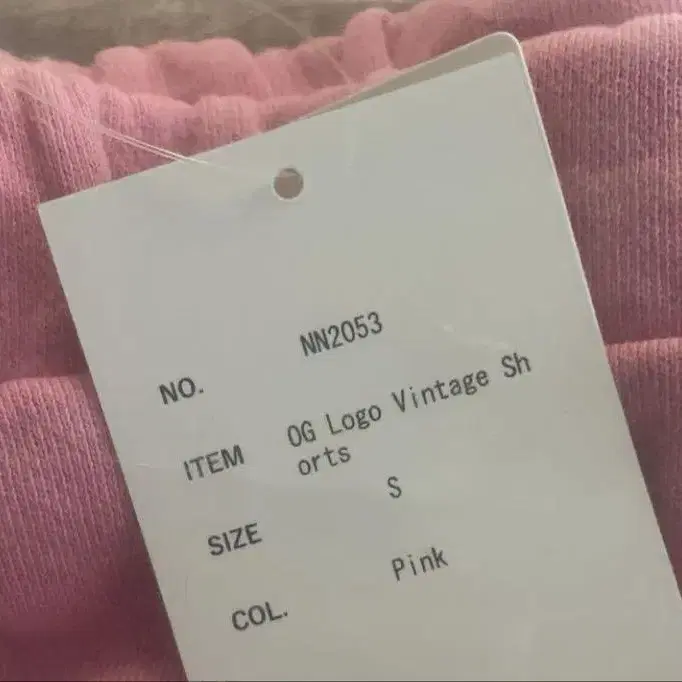 NO. NN2053
ITEM OG Logo Vintage Sh
orts
SIZE S
COL. Pink